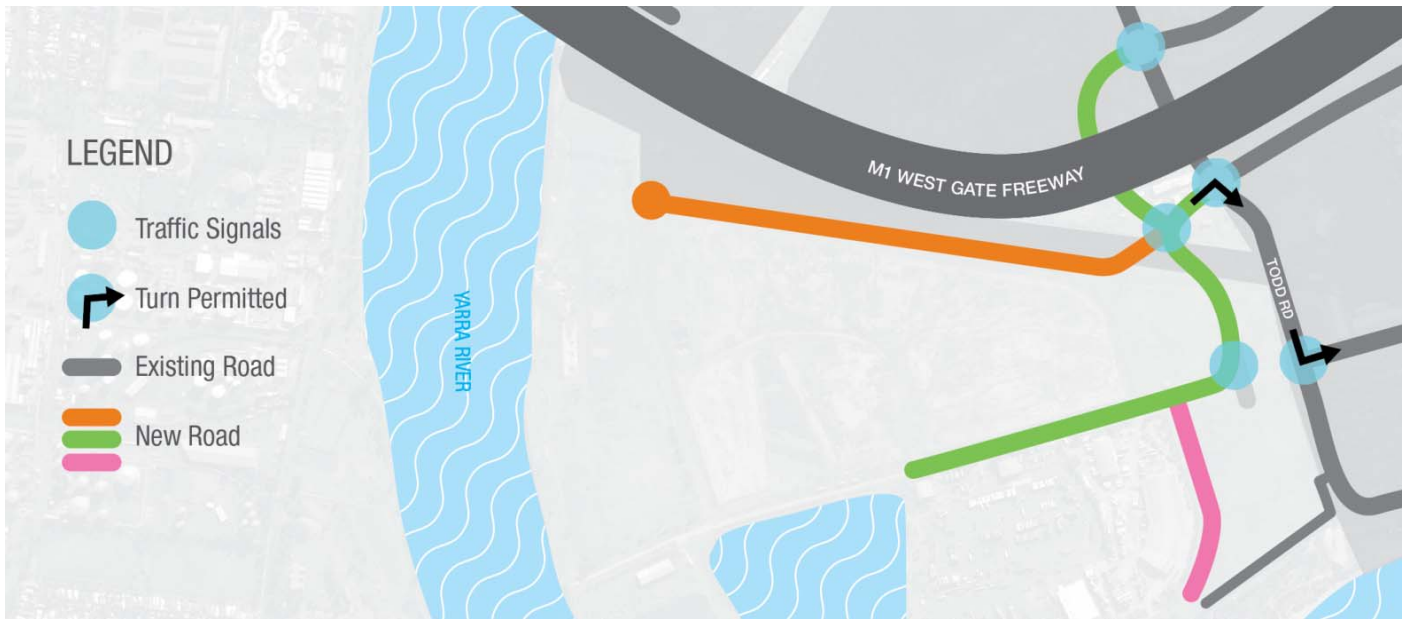 LEGEND
Traffic Signals
Turn Permitted
Existing Road
New Road
YARRA RIVER
M1 WEST GATE FREEWAY
TODD RD